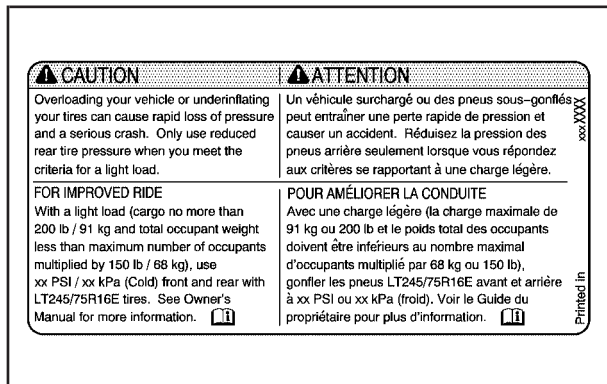 CAUTION
Overloading your vehicle or underinflating
your tires can cause rapid loss of pressure
and a serious crash. Only use reduced
rear tire pressure when you meet the
criteria for a light load.
FOR IMPROVED RIDE
With a light load (cargo no more than
200 lb / 91 kg and total occupant weight
less than maximum number of occupants
multiplied by 150 lb / 68 kg), use
xx PSI / xx kPa (Cold) front and rear with
LT245/75R16E tires. See Owner's
Manual for more information.
ATTENTION
Un véhicule surchargé ou des pneus sous-gonflés
peut entraîner une perte rapide de pression et
causer un accident. Réduisez la pression des
pneus arrière seulement lorsque vous répondez
aux critères se rapportant à une charge légère.
POUR AMÉLIORER LA CONDUITE
Avec une charge légère (la charge maximale de
91 kg ou 200 lb et le poids total des occupants
doivent être inférieurs au nombre maximal
d'occupants multiplié par 68 kg ou 150 lb),
gonfler les pneus LT245/75R16E avant et arrière
à xx PSI ou xx kPa (froid). Voir le Guide du
propriétaire pour plus d'information.
Printed in